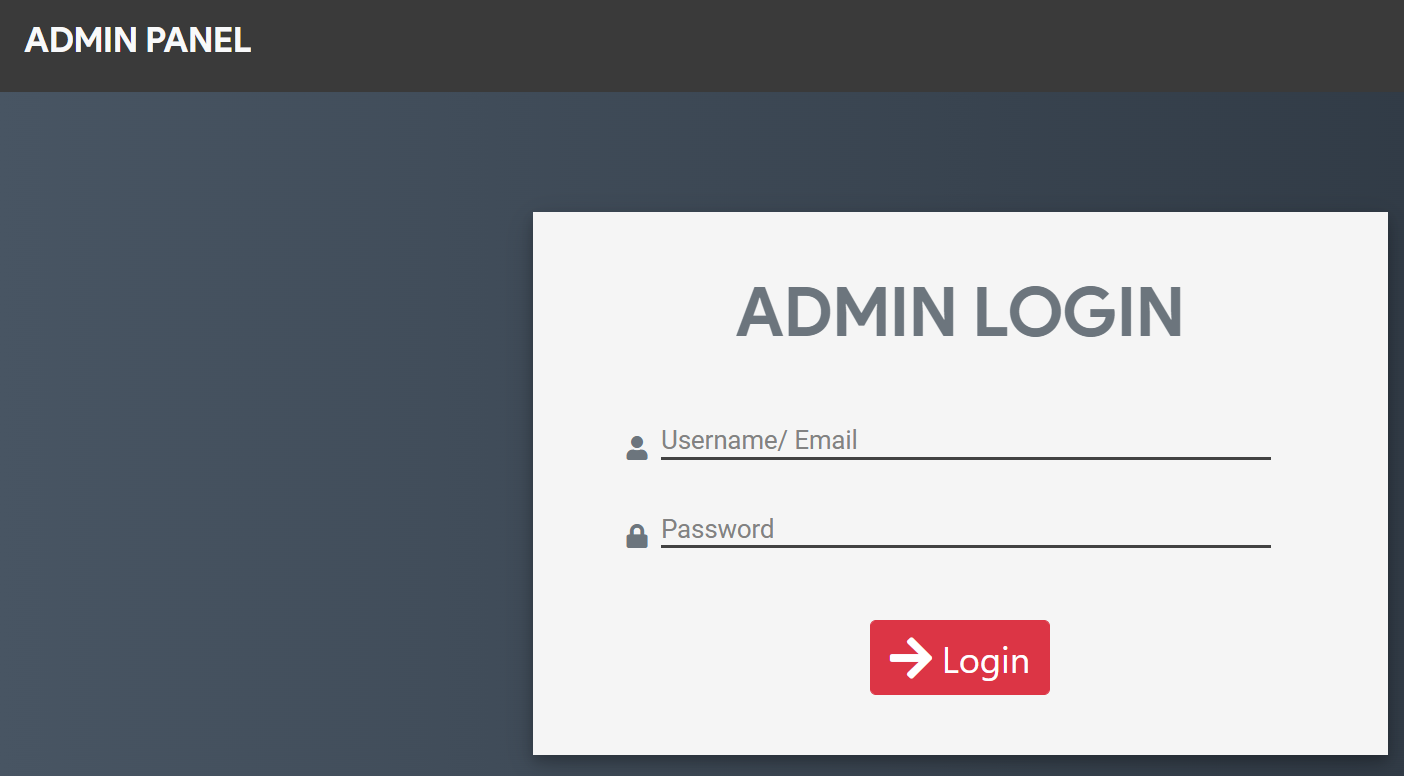 ADMIN PANEL
ADMIN LOGIN
Username/ Email
Password
Login